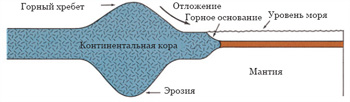 Горный хребет
Отложение
Горное основание
Уровень моря
Континентальная кора
Мантия
Эрозия